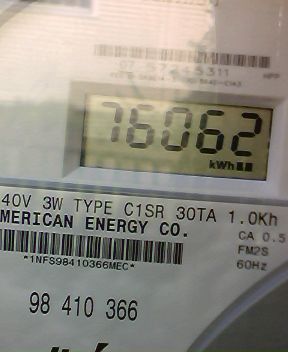 76062
kWh
40V 3W TYPE C1SR 30TA 1.0Kh
MERICAN ENERGY CO.
CA 0.5
FM2S
60Hz
*1NFS98410366MEC*
98 410 366